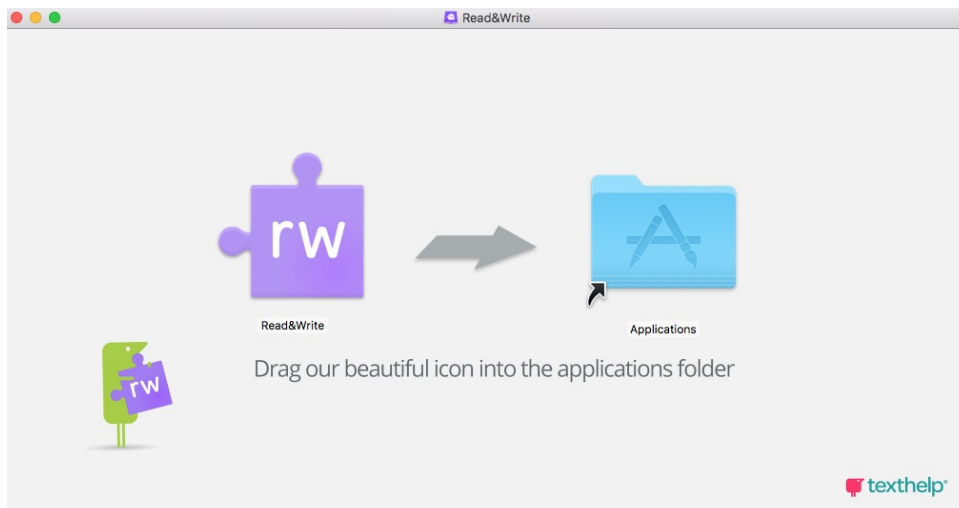 Read&Write
rw
Read&Write
Applications
rw
Drag our beautiful icon into the applications folder
texthelp®